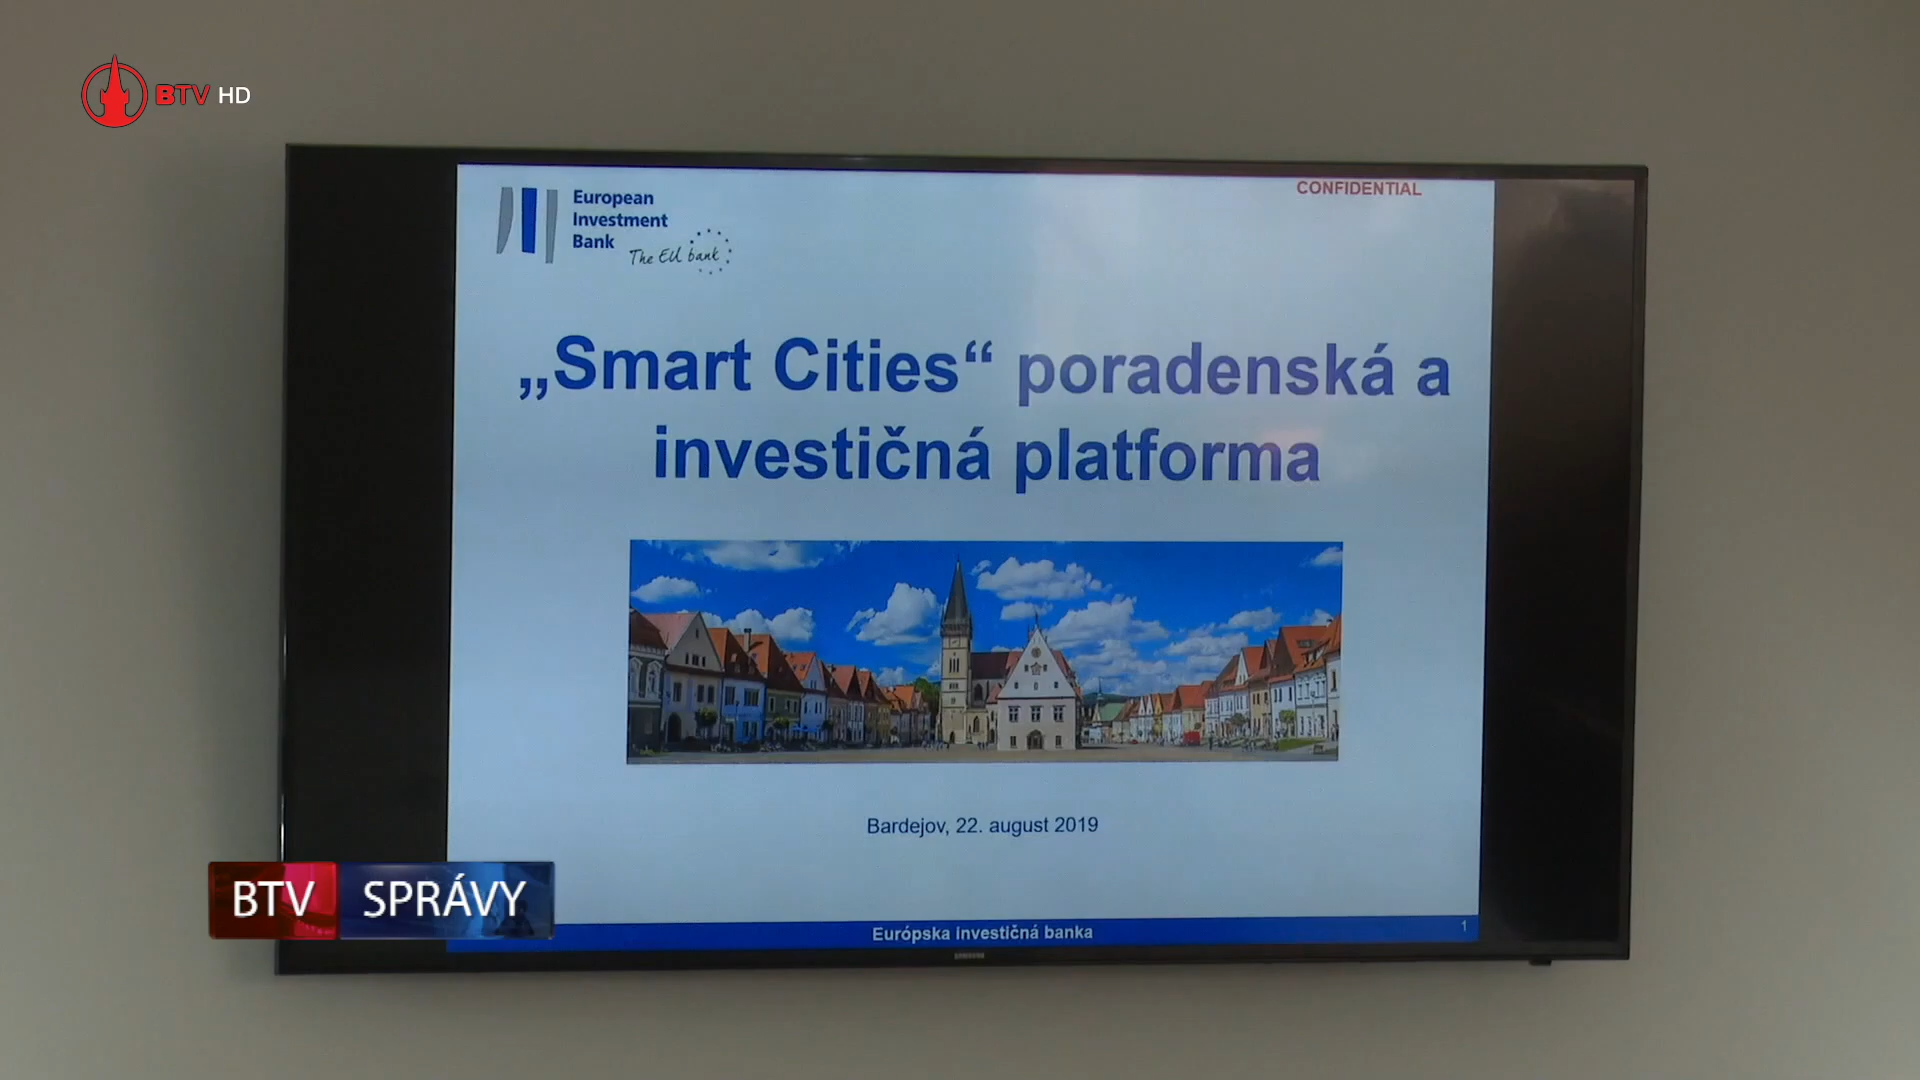 BTV HD
European
Investment
Bank
The EU bank
CONFIDENTIAL
„Smart Cities“ poradenská a
investičná platforma
Bardejov, 22. august 2019
BTV SPRÁVY
Európska investičná banka
1
SAMSUNG